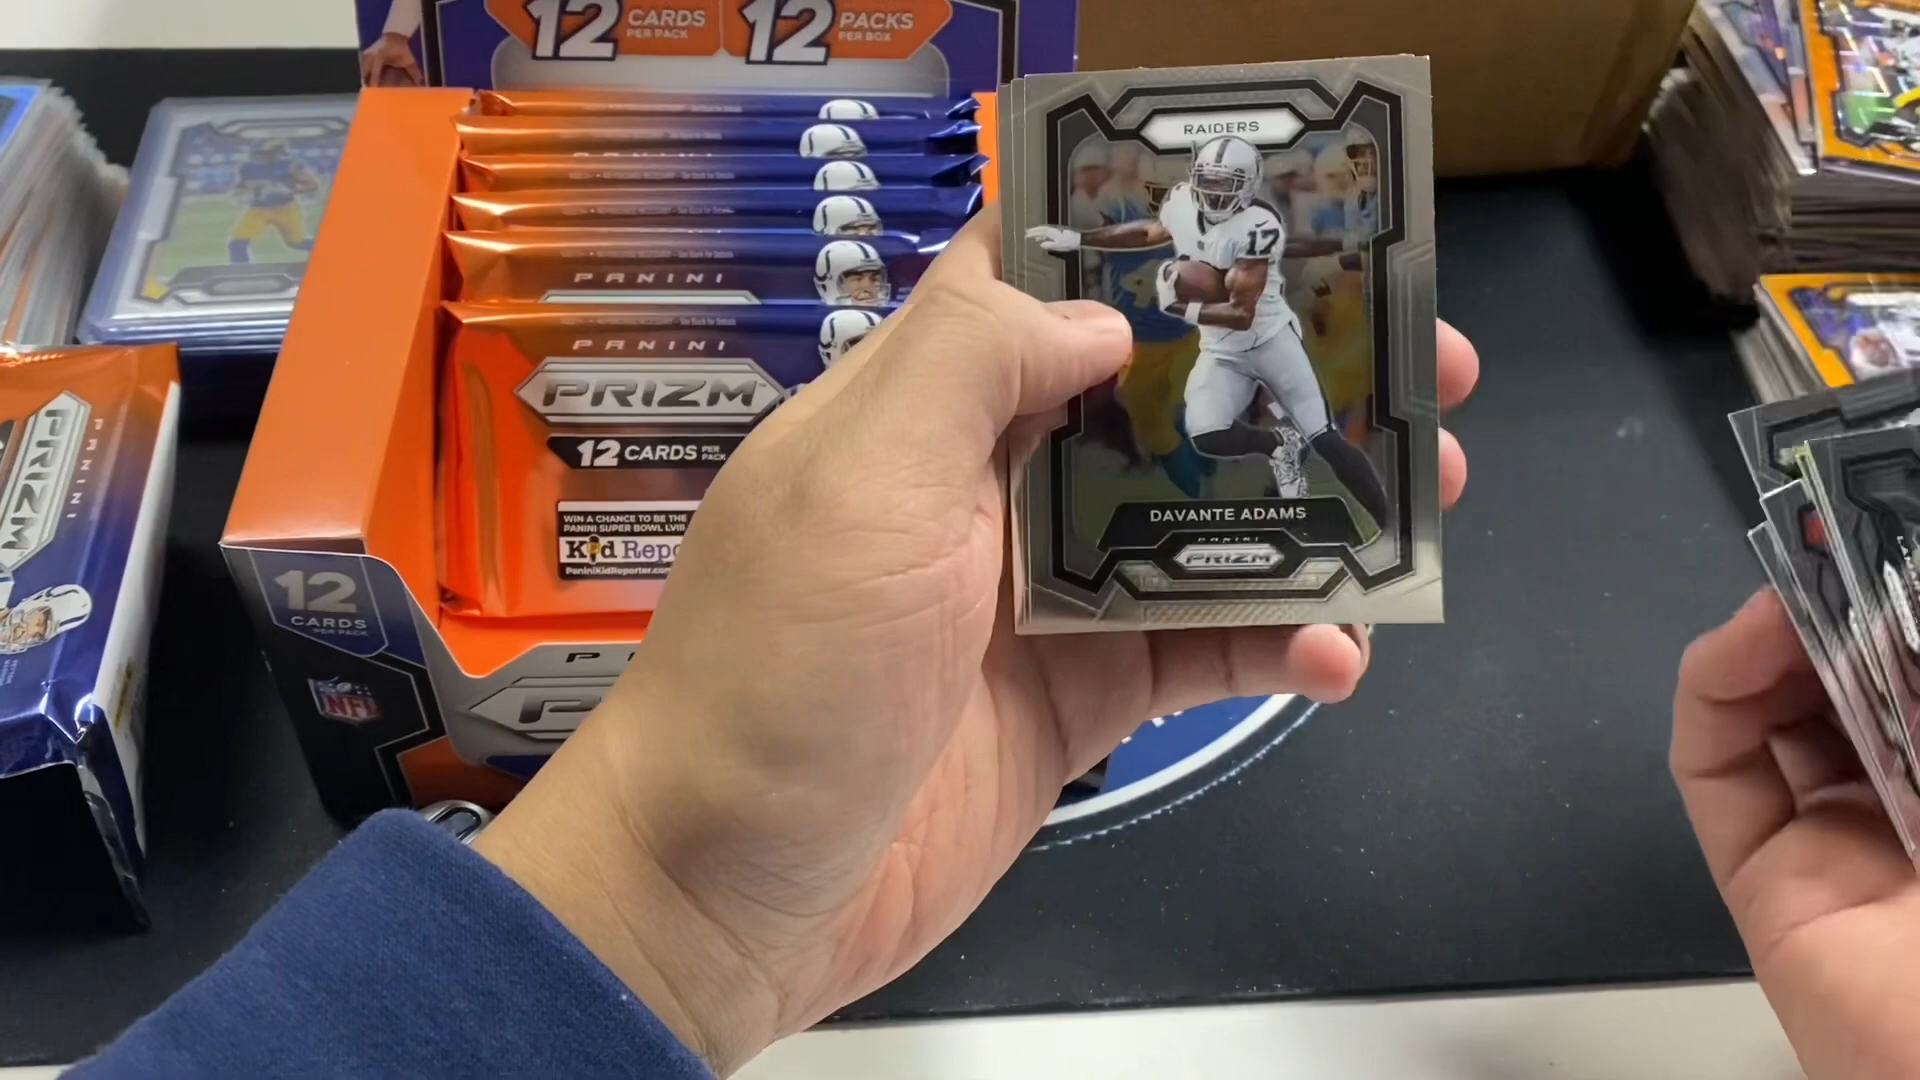 12 CARDS
PER PACK
12 PACKS
PER BOX
RAIDERS
17
DAVANTE ADAMS
PANINI
PRIZM
PANINI
PANINI
PRIZM
12 CARDS PER
PACK
WIN A CHANCE TO BE THE
PANINI SUPER BOWL LVIII
Kid Repo
PaniniKidReporter.com
12
CARDS
PER PACK
NFL
PANINI
PRIZM